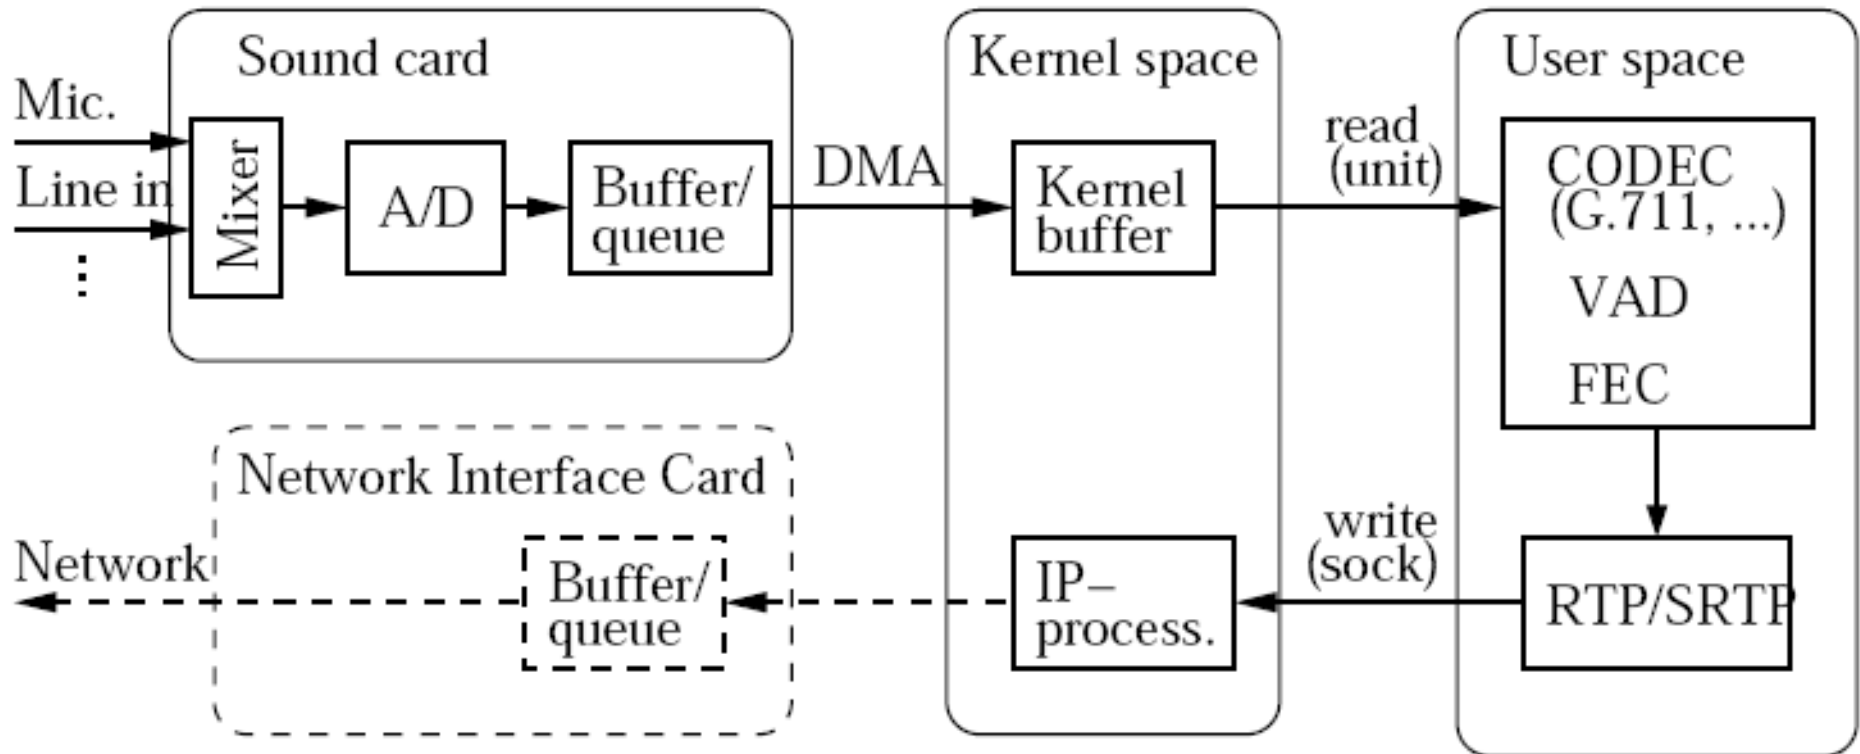 Sound card
Kernel space
User space
Mic.
Line in
⋮
Mixer
A/D
Buffer/
queue
DMA
Kernel
buffer
read
(unit)
CODEC
(G.711, ...)
VAD
FEC
Network Interface Card
Network
Buffer/
queue
IP–
process.
write
(sock)
RTP/SRTP